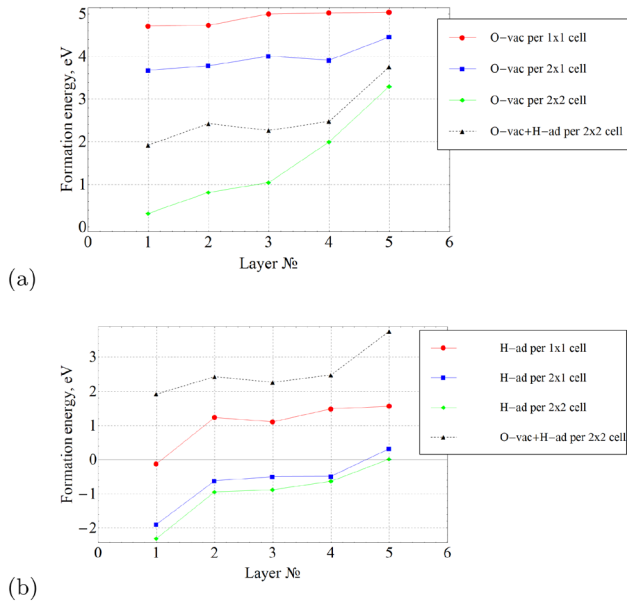 5
4
3
2
1
0
Formation energy, eV
0 1 2 3 4 5 6
Layer №
O−vac per 1x1 cell
O−vac per 2x1 cell
O−vac per 2x2 cell
O−vac+H−ad per 2x2 cell
(a)
3
2
1
0
−1
−2
Formation energy, eV
0 1 2 3 4 5 6
Layer №
H−ad per 1x1 cell
H−ad per 2x1 cell
H−ad per 2x2 cell
O−vac+H−ad per 2x2 cell
(b)